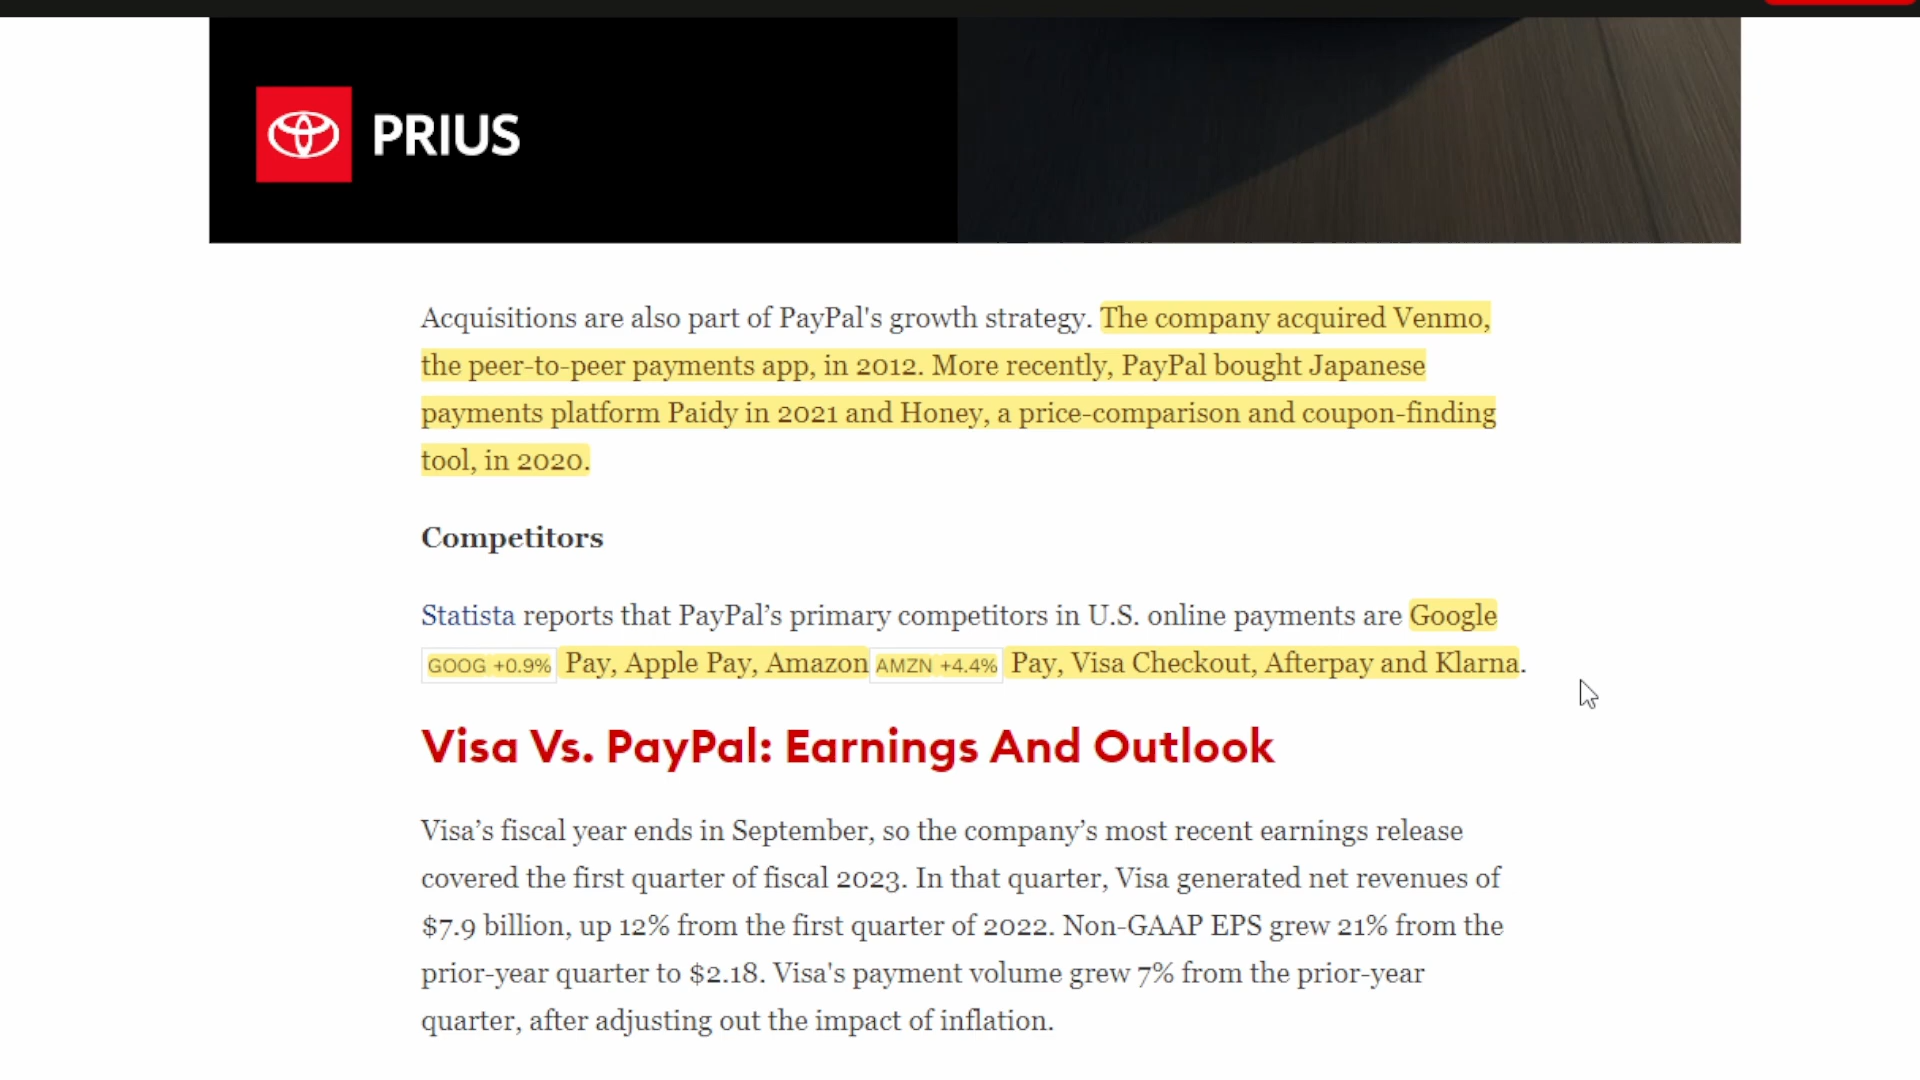 PRIUS
Acquisitions are also part of PayPal's growth strategy. The company acquired Venmo,
the peer-to-peer payments app, in 2012. More recently, PayPal bought Japanese
payments platform Paidy in 2021 and Honey, a price-comparison and coupon-finding
tool, in 2020.
Competitors
Statista reports that PayPal’s primary competitors in U.S. online payments are Google
GOOG +0.9% Pay, Apple Pay, Amazon AMZN +4.4% Pay, Visa Checkout, Afterpay and Klarna.
Visa Vs. PayPal: Earnings And Outlook
Visa’s fiscal year ends in September, so the company’s most recent earnings release
covered the first quarter of fiscal 2023. In that quarter, Visa generated net revenues of
$7.9 billion, up 12% from the first quarter of 2022. Non-GAAP EPS grew 21% from the
prior-year quarter to $2.18. Visa's payment volume grew 7% from the prior-year
quarter, after adjusting out the impact of inflation.